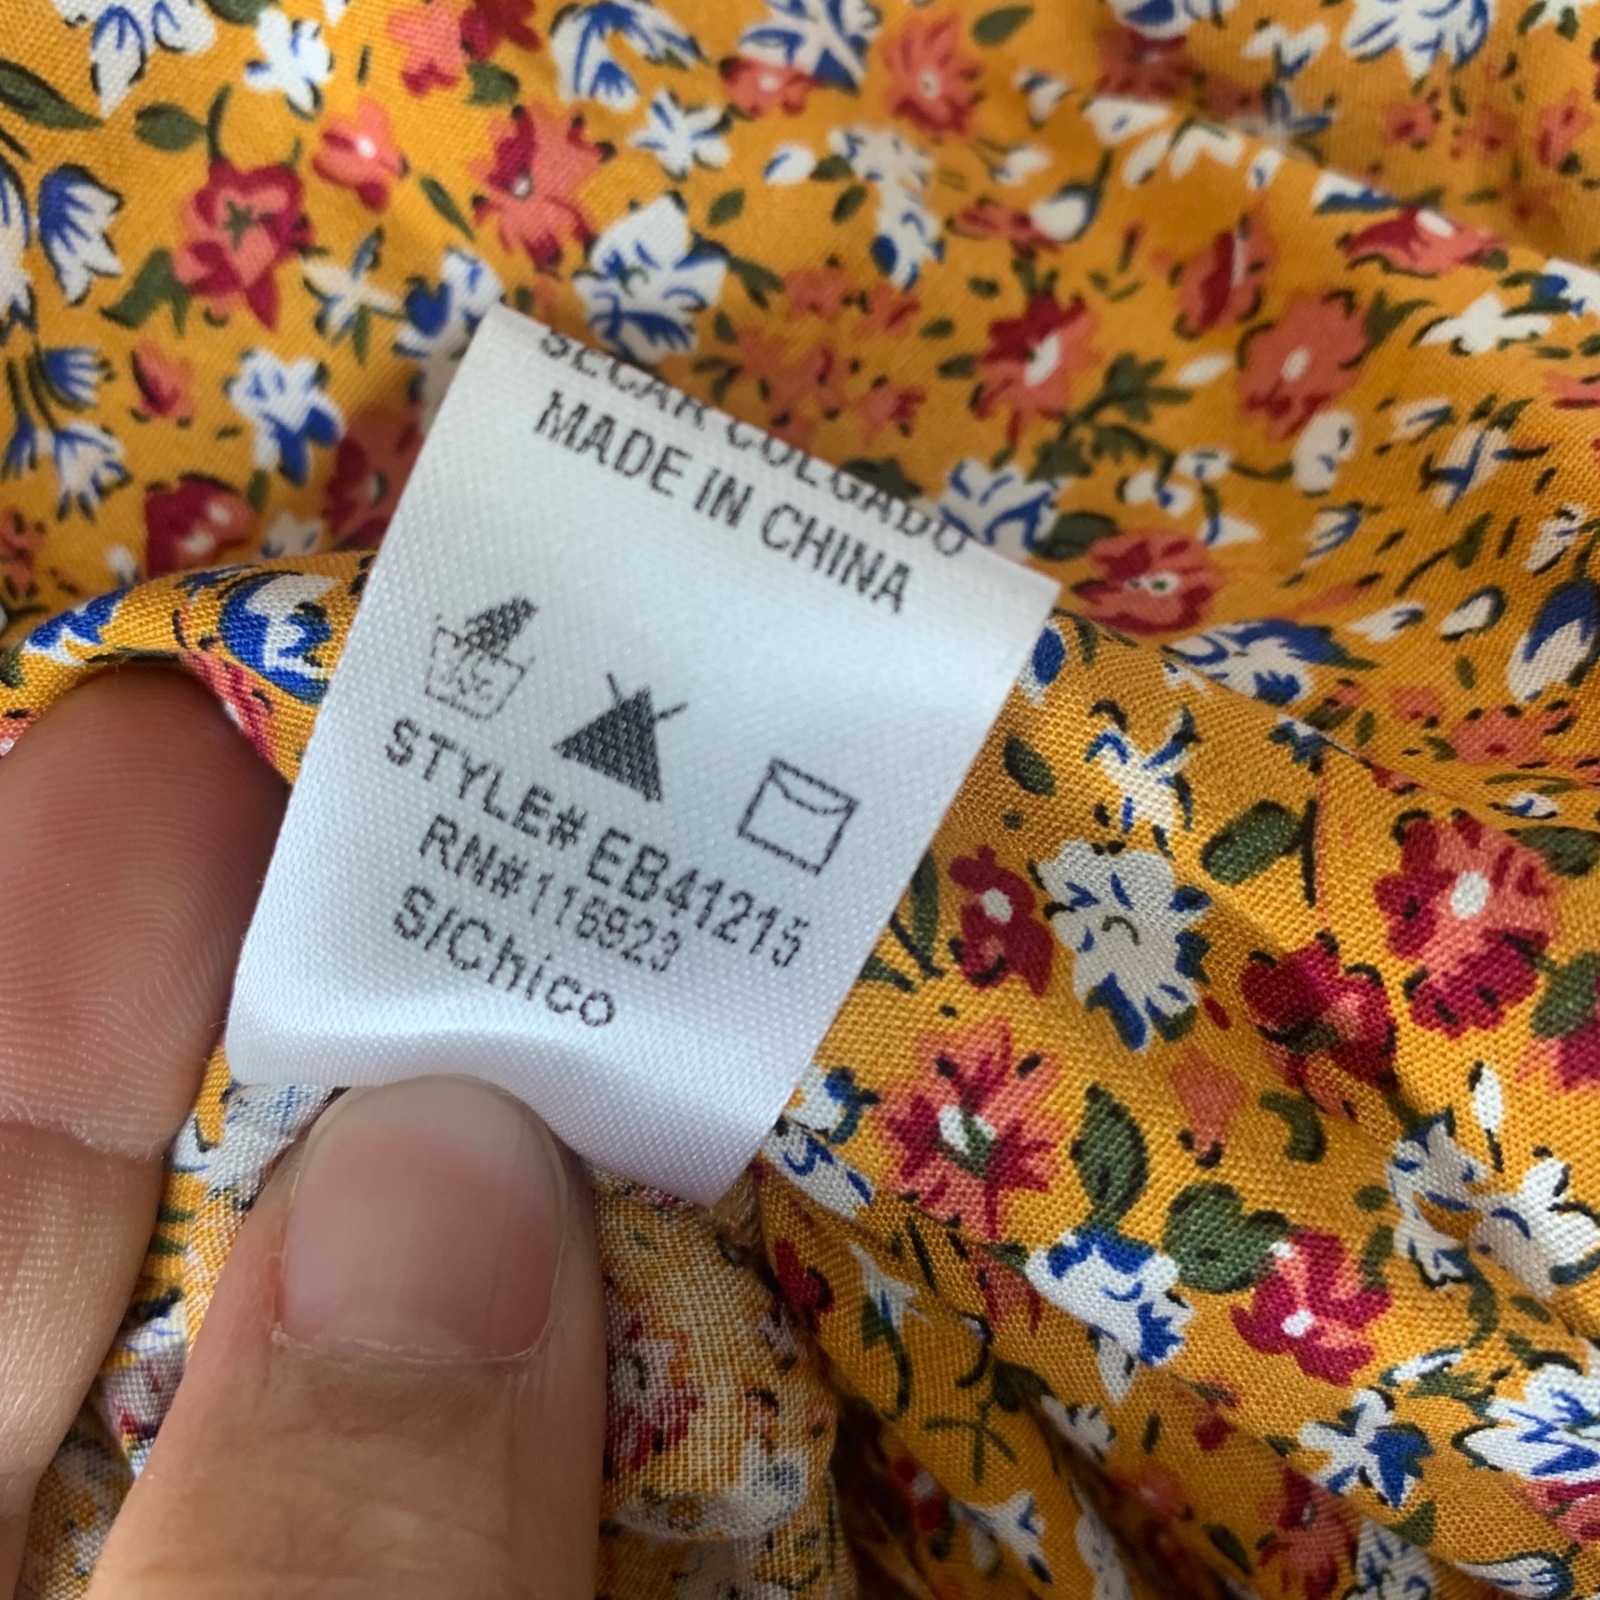 SECAR COLGADO
MADE IN CHINA
STYLE# EB41215
RN#116923
S/Chico